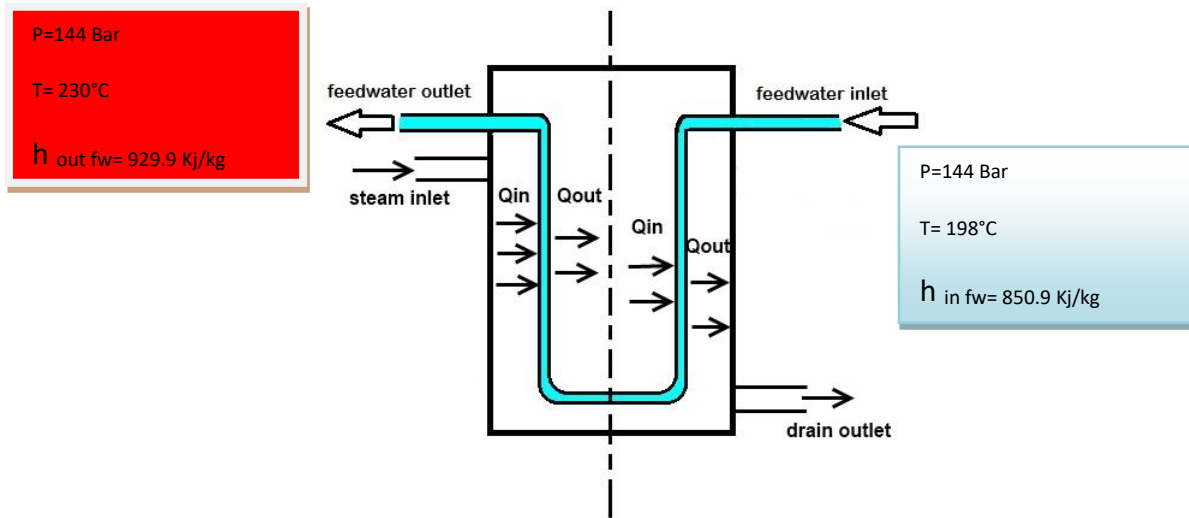 P=144 Bar
T= 230°C
h out fw= 929.9 Kj/kg
feedwater outlet
feedwater inlet
steam inlet
Qin
Qout
Qin
Qout
P=144 Bar
T= 198°C
h in fw= 850.9 Kj/kg
drain outlet